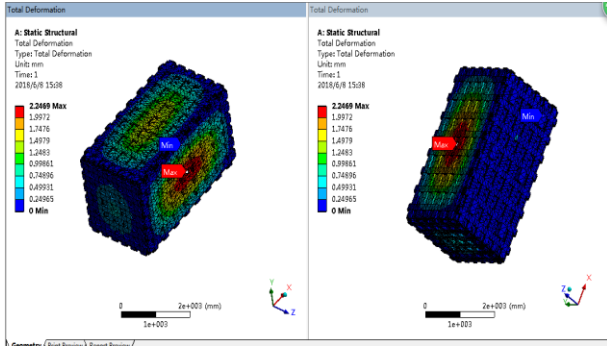 Total Deformation
A: Static Structural
Total Deformation
Type: Total Deformation
Unit: mm
Time: 1
2018/6/8 15:38
2.2469 Max
1.9972
1.7476
1.4979
1.2483
0.99861
0.74896
0.49931
0.24965
0 Min
Min
Max
Y
X
Z
0
2e+003 (mm)
1e+003
Total Deformation
A: Static Structural
Total Deformation
Type: Total Deformation
Unit: mm
Time: 1
2018/6/8 15:38
2.2469 Max
1.9972
1.7476
1.4979
1.2483
0.99861
0.74896
0.49931
0.24965
0 Min
Min
Max
X
Z
Y
0
2e+003 (mm)
1e+003
Geometry Print Preview Report Preview